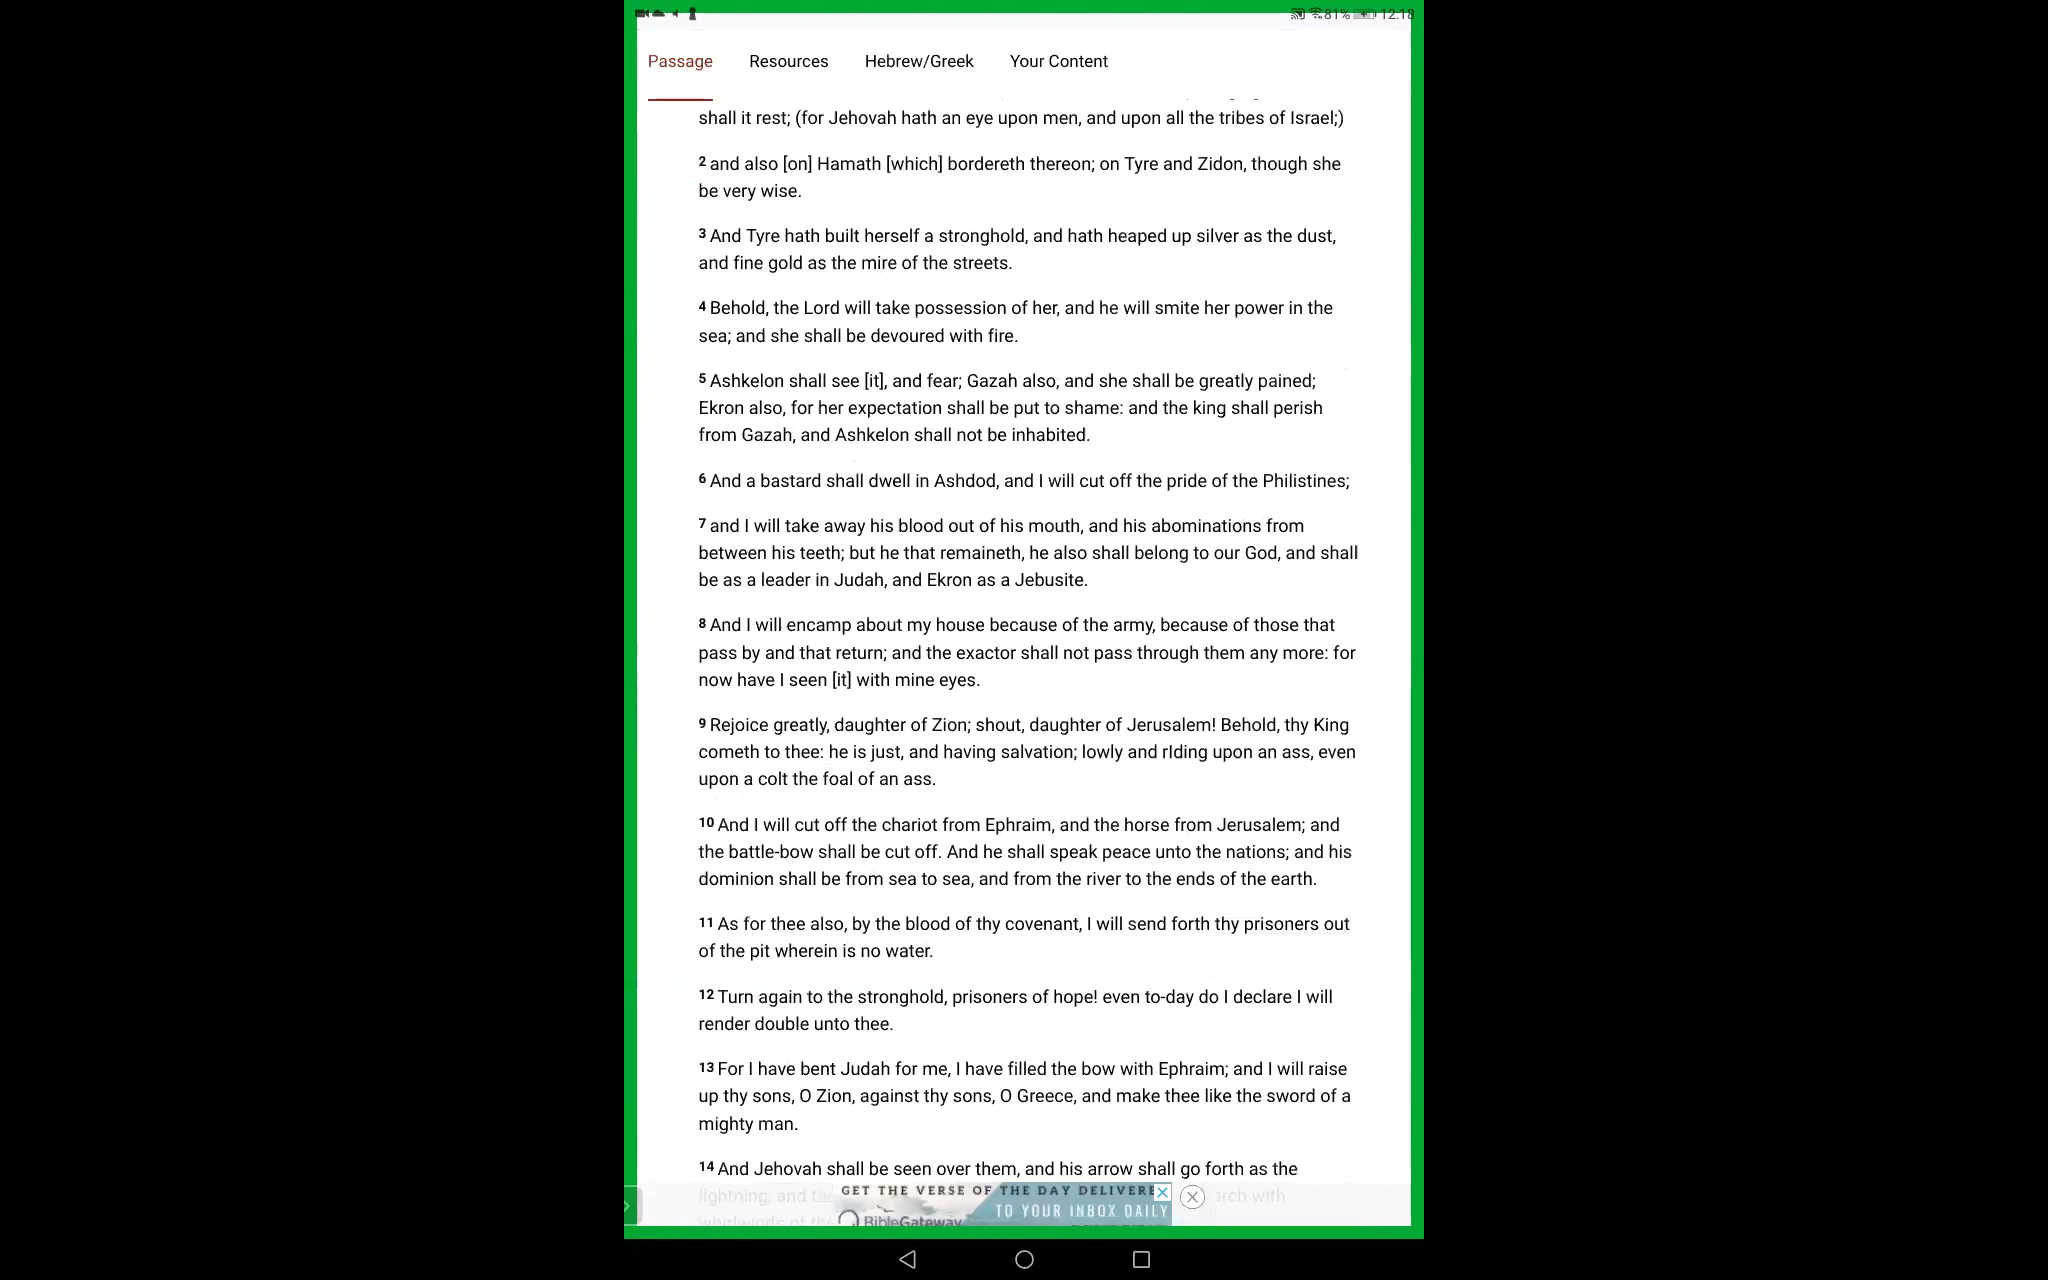 81% 12:18
Passage Resources Hebrew/Greek Your Content
shall it rest; (for Jehovah hath an eye upon men, and upon all the tribes of Israel;)
2 and also [on] Hamath [which] bordereth thereon; on Tyre and Zidon, though she
be very wise.
3 And Tyre hath built herself a stronghold, and hath heaped up silver as the dust,
and fine gold as the mire of the streets.
4 Behold, the Lord will take possession of her, and he will smite her power in the
sea; and she shall be devoured with fire.
5 Ashkelon shall see [it], and fear; Gazah also, and she shall be greatly pained;
Ekron also, for her expectation shall be put to shame: and the king shall perish
from Gazah, and Ashkelon shall not be inhabited.
6 And a bastard shall dwell in Ashdod, and I will cut off the pride of the Philistines;
7 and I will take away his blood out of his mouth, and his abominations from
between his teeth; but he that remaineth, he also shall belong to our God, and shall
be as a leader in Judah, and Ekron as a Jebusite.
8 And I will encamp about my house because of the army, because of those that
pass by and that return; and the exactor shall not pass through them any more: for
now have I seen [it] with mine eyes.
9 Rejoice greatly, daughter of Zion; shout, daughter of Jerusalem! Behold, thy King
cometh to thee: he is just, and having salvation; lowly and rIding upon an ass, even
upon a colt the foal of an ass.
10 And I will cut off the chariot from Ephraim, and the horse from Jerusalem; and
the battle-bow shall be cut off. And he shall speak peace unto the nations; and his
dominion shall be from sea to sea, and from the river to the ends of the earth.
11 As for thee also, by the blood of thy covenant, I will send forth thy prisoners out
of the pit wherein is no water.
12 Turn again to the stronghold, prisoners of hope! even to-day do I declare I will
render double unto thee.
13 For I have bent Judah for me, I have filled the bow with Ephraim; and I will raise
up thy sons, O Zion, against thy sons, O Greece, and make thee like the sword of a
mighty man.
14 And Jehovah shall be seen over them, and his arrow shall go forth as the
lightning; and with
whirlwinds of the
GET THE VERSE OF THE DAY DELIVERE
TO YOUR INBOX DAILY
BibleGateway